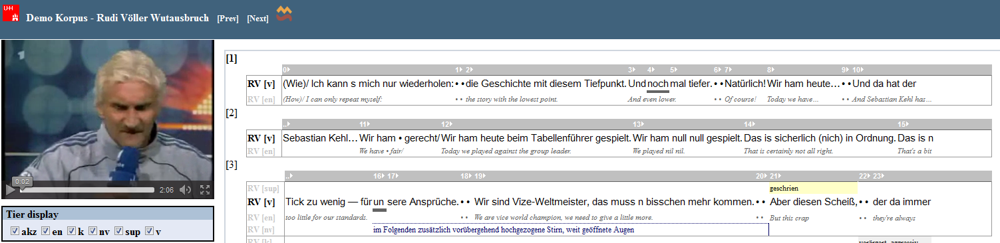 UH Demo Korpus - Rudi Völler Wutausbruch [Prev] [Next]
[1]
0 1 2 3 4 5 6 7 8 9 10
RV [v] (Wie)/ Ich kann s mich nur wiederholen: • • die Geschichte mit diesem Tiefpunkt. Und noch mal tiefer. • • Natürlich! Wir ham heute… • • Und da hat der
RV [en] (How)/ I can only repeat myself: • • the story with the lowest point. And even lower. • • Of course! Today we have… • • And Sebastian Kehl has…
[2]
.. 11 12 13 14 15
RV [v] Sebastian Kehl… Wir ham • gerecht/ Wir ham heute beim Tabellenführer gespielt. Wir ham null null gespielt. Das is sicherlich (nich) in Ordnung. Das is n
RV [en] We have • fair/ Today we played against the group leader. We played nil nil. That is certainly not all right. That's a bit
[3]
.. 16 17 18 19 20 21 22 23
RV [sup] geschrien
RV [v] Tick zu wenig — für un sere Ansprüche. • • Wir sind Vize-Weltmeister, das muss n bisschen mehr kommen. • • Aber diesen Scheiß, • • der da immer
RV [en] too little for our standards. • • We are vice world champion, we need to give a little more. • • But this crap • • they're always
RV [nv] im Folgenden zusätzlich vorübergehend hochgezogene Stirn, weit geöffnete Augen
RV [k] verärgert, aggressiv
0:02
2:06
Tier display
akz en k nv sup v